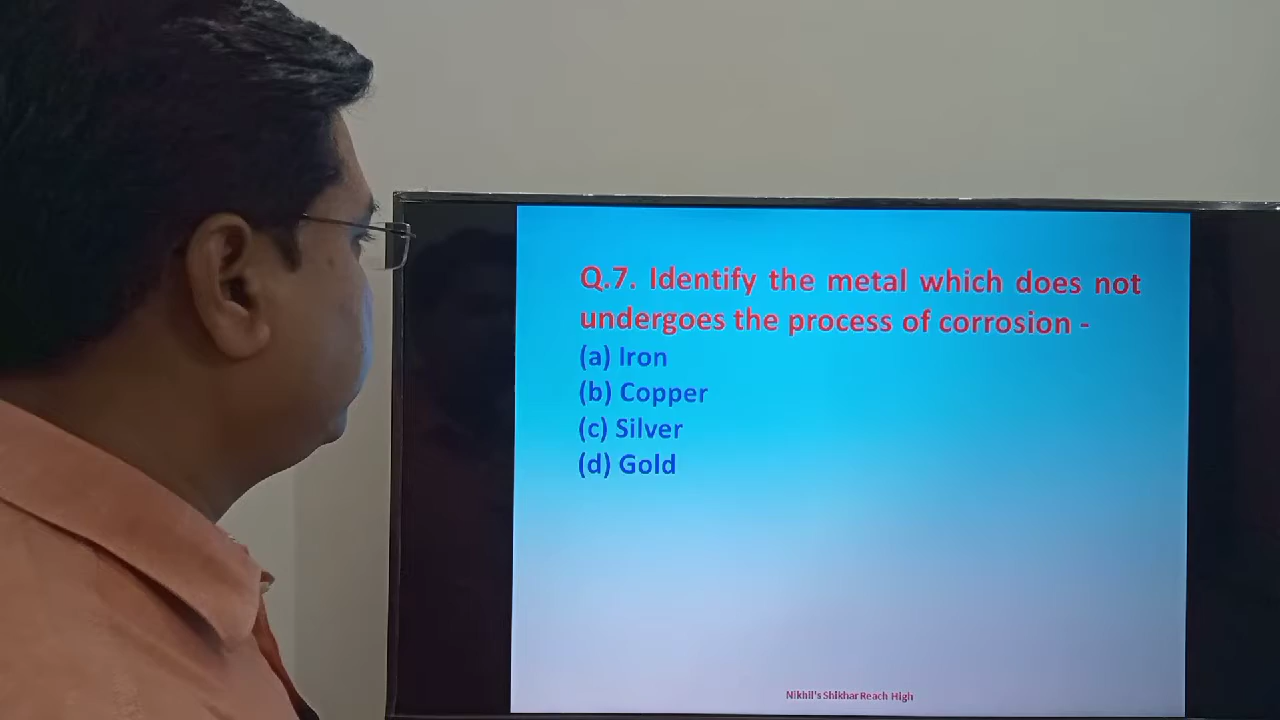 Q.7. Identify the metal which does not
undergoes the process of corrosion -
(a) Iron
(b) Copper
(c) Silver
(d) Gold
Nikhil's Shikhar Reach High